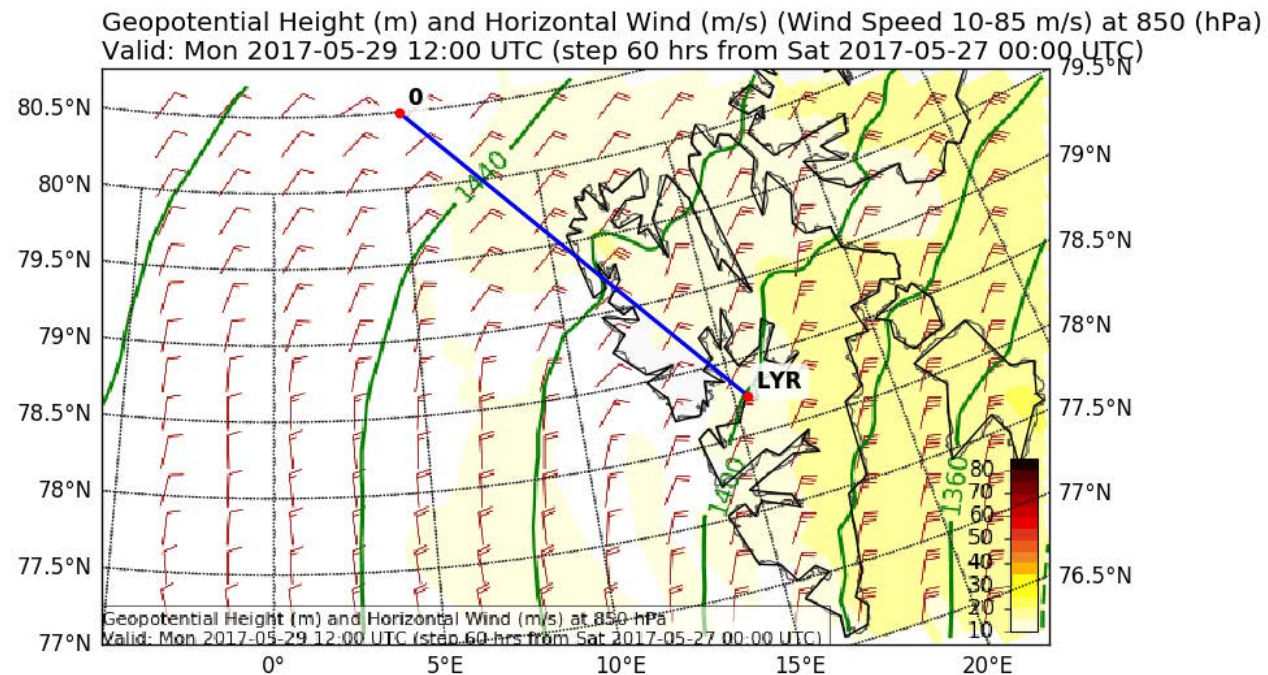 Geopotential Height (m) and Horizontal Wind (m/s) (Wind Speed 10-85 m/s) at 850 (hPa)
Valid: Mon 2017-05-29 12:00 UTC (step 60 hrs from Sat 2017-05-27 00:00 UTC)
79.5°N
80.5°N
0
79°N
80°N
1440
78.5°N
79.5°N
78°N
79°N
LYR
77.5°N
78.5°N
80
1400
1360
70
77°N
78°N
60
50
40
77.5°N
76.5°N
30
20
10
Geopotential Height (m) and Horizontal Wind (m/s) at 850 hPa
Valid: Mon 2017-05-29 12:00 UTC (step 60 hrs from Sat 2017-05-27 00:00 UTC)
77°N
0°
5°E
10°E
15°E
20°E